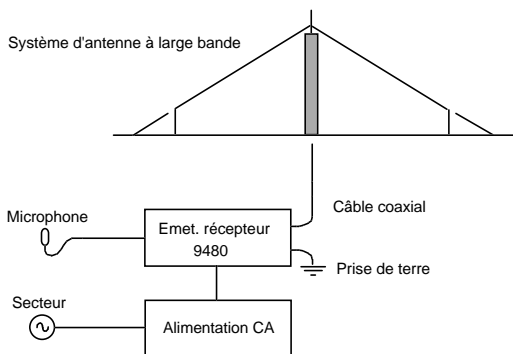 Système d'antenne à large bande
Câble coaxial
Microphone
Emet. récepteur
9480
Prise de terre
Secteur
Alimentation CA